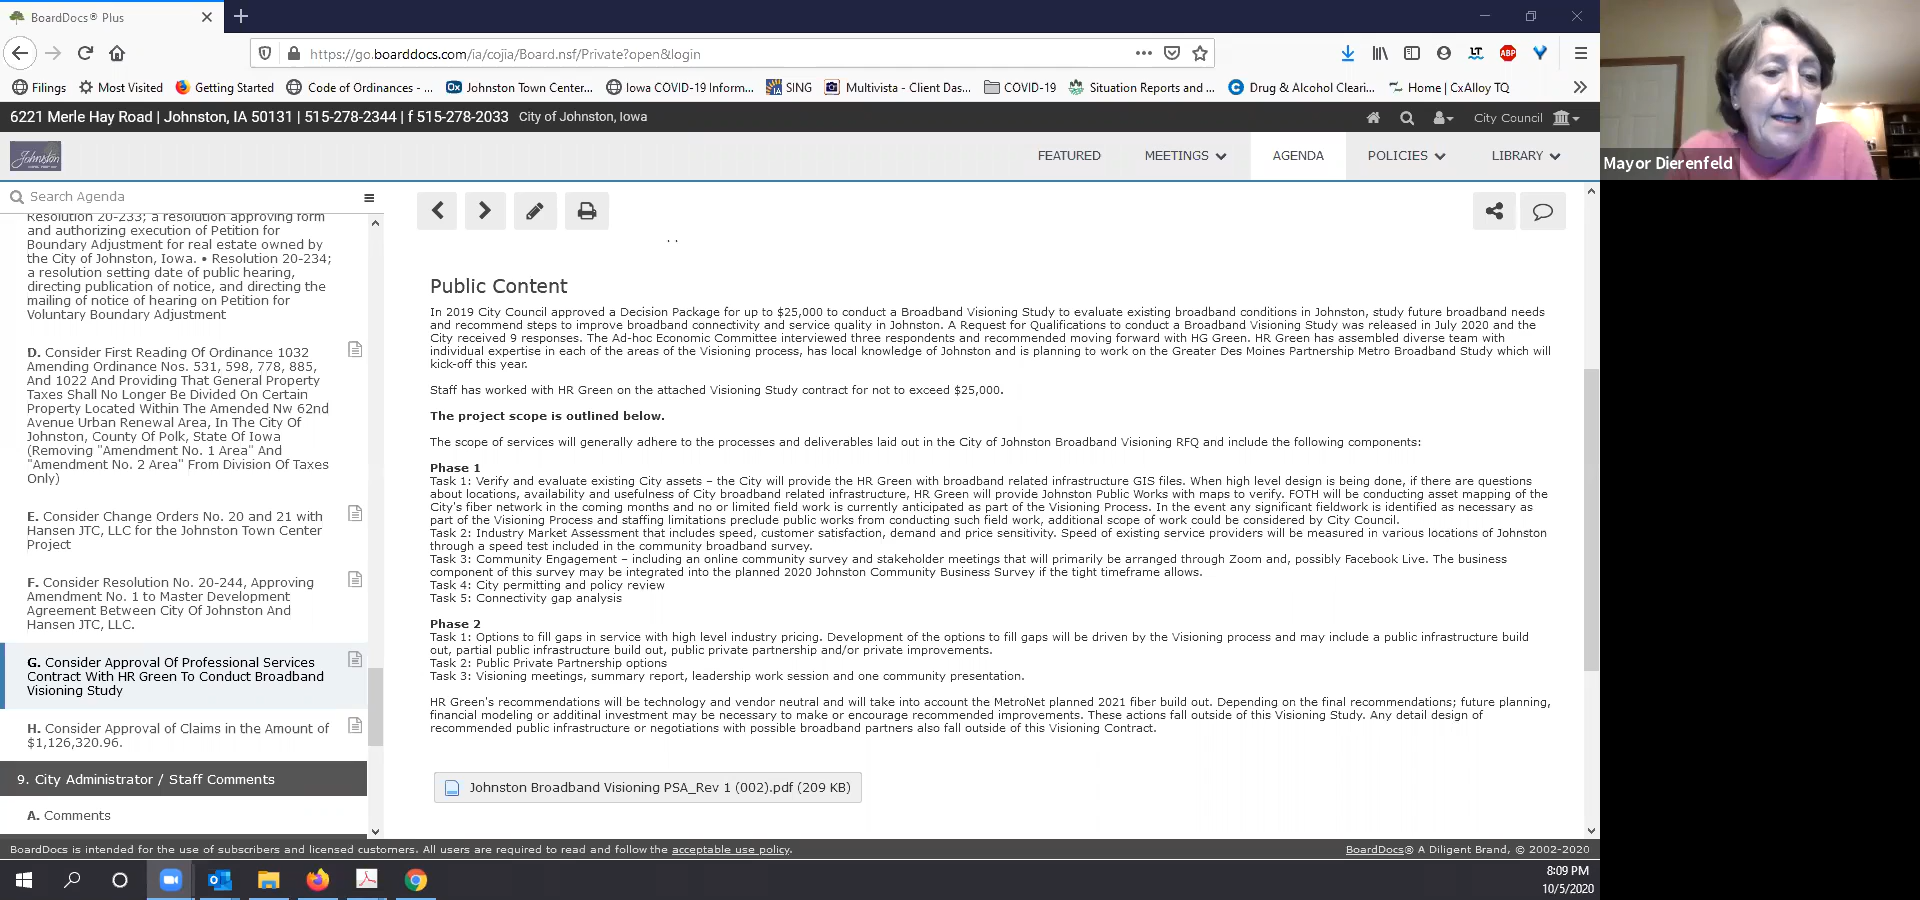 BoardDocs® Plus
https://go.boarddocs.com/ia/cojia/Board.nsf/Private?open&login
Filings
Most Visited
Getting Started
Code of Ordinances - ...
Johnston Town Center...
Iowa COVID-19 Inform...
SING
Multivista - Client Das...
COVID-19
Situation Reports and ...
Drug & Alcohol Cleari...
Home | CxAlloy TQ
6221 Merle Hay Road | Johnston, IA 50131 | 515-278-2344 | f 515-278-2033 City of Johnston, Iowa
City Council
Johnston
FEATURED
MEETINGS
AGENDA
POLICIES
LIBRARY
Search Agenda
Resolution 20-233; a resolution approving form
and authorizing execution of Petition for
Boundary Adjustment for real estate owned by
the City of Johnston, Iowa. • Resolution 20-234;
a resolution setting date of public hearing,
directing publication of notice, and directing the
mailing of notice of hearing on Petition for
Voluntary Boundary Adjustment
D. Consider First Reading Of Ordinance 1032
Amending Ordinance Nos. 531, 598, 778, 885,
And 1022 And Providing That General Property
Taxes Shall No Longer Be Divided On Certain
Property Located Within The Amended Nw 62nd
Avenue Urban Renewal Area, In The City Of
Johnston, County Of Polk, State Of Iowa
(Removing "Amendment No. 1 Area" And
"Amendment No. 2 Area" From Division Of Taxes
Only)
E. Consider Change Orders No. 20 and 21 with
Hansen JTC, LLC for the Johnston Town Center
Project
F. Consider Resolution No. 20-244, Approving
Amendment No. 1 to Master Development
Agreement Between City Of Johnston And
Hansen JTC, LLC.
G. Consider Approval Of Professional Services
Contract With HR Green To Conduct Broadband
Visioning Study
H. Consider Approval of Claims in the Amount of
$1,126,320.96.
9. City Administrator / Staff Comments
A. Comments
Public Content
In 2019 City Council approved a Decision Package for up to $25,000 to conduct a Broadband Visioning Study to evaluate existing broadband conditions in Johnston, study future broadband needs
and recommend steps to improve broadband connectivity and service quality in Johnston. A Request for Qualifications to conduct a Broadband Visioning Study was released in July 2020 and the
City received 9 responses. The Ad-hoc Economic Committee interviewed three respondents and recommended moving forward with HG Green. HR Green has assembled diverse team with
individual expertise in each of the areas of the Visioning process, has local knowledge of Johnston and is planning to work on the Greater Des Moines Partnership Metro Broadband Study which will
kick-off this year.
Staff has worked with HR Green on the attached Visioning Study contract for not to exceed $25,000.
The project scope is outlined below.
The scope of services will generally adhere to the processes and deliverables laid out in the City of Johnston Broadband Visioning RFQ and include the following components:
Phase 1
Task 1: Verify and evaluate existing City assets – the City will provide the HR Green with broadband related infrastructure GIS files. When high level design is being done, if there are questions
about locations, availability and usefulness of City broadband related infrastructure, HR Green will provide Johnston Public Works with maps to verify. FOTH will be conducting asset mapping of the
City's fiber network in the coming months and no or limited field work is currently anticipated as part of the Visioning Process. In the event any significant fieldwork is identified as necessary as
part of the Visioning Process and staffing limitations preclude public works from conducting such field work, additional scope of work could be considered by City Council.
Task 2: Industry Market Assessment that includes speed, customer satisfaction, demand and price sensitivity. Speed of existing service providers will be measured in various locations of Johnston
through a speed test included in the community broadband survey.
Task 3: Community Engagement – including an online community survey and stakeholder meetings that will primarily be arranged through Zoom and, possibly Facebook Live. The business
component of this survey may be integrated into the planned 2020 Johnston Community Business Survey if the tight timeframe allows.
Task 4: City permitting and policy review
Task 5: Connectivity gap analysis
Phase 2
Task 1: Options to fill gaps in service with high level industry pricing. Development of the options to fill gaps will be driven by the Visioning process and may include a public infrastructure build
out, partial public infrastructure build out, public private partnership and/or private improvements.
Task 2: Public Private Partnership options
Task 3: Visioning meetings, summary report, leadership work session and one community presentation.
HR Green's recommendations will be technology and vendor neutral and will take into account the MetroNet planned 2021 fiber build out. Depending on the final recommendations; future planning,
financial modeling or additinal investment may be necessary to make or encourage recommended improvements. These actions fall outside of this Visioning Study. Any detail design of
recommended public infrastructure or negotiations with possible broadband partners also fall outside of this Visioning Contract.
Johnston Broadband Visioning PSA_Rev 1 (002).pdf (209 KB)
BoardDocs is intended for the use of subscribers and licensed customers. All users are required to read and follow the acceptable use policy.
BoardDocs® A Diligent Brand, © 2002-2020
8:09 PM
10/5/2020
Mayor Dierenfeld